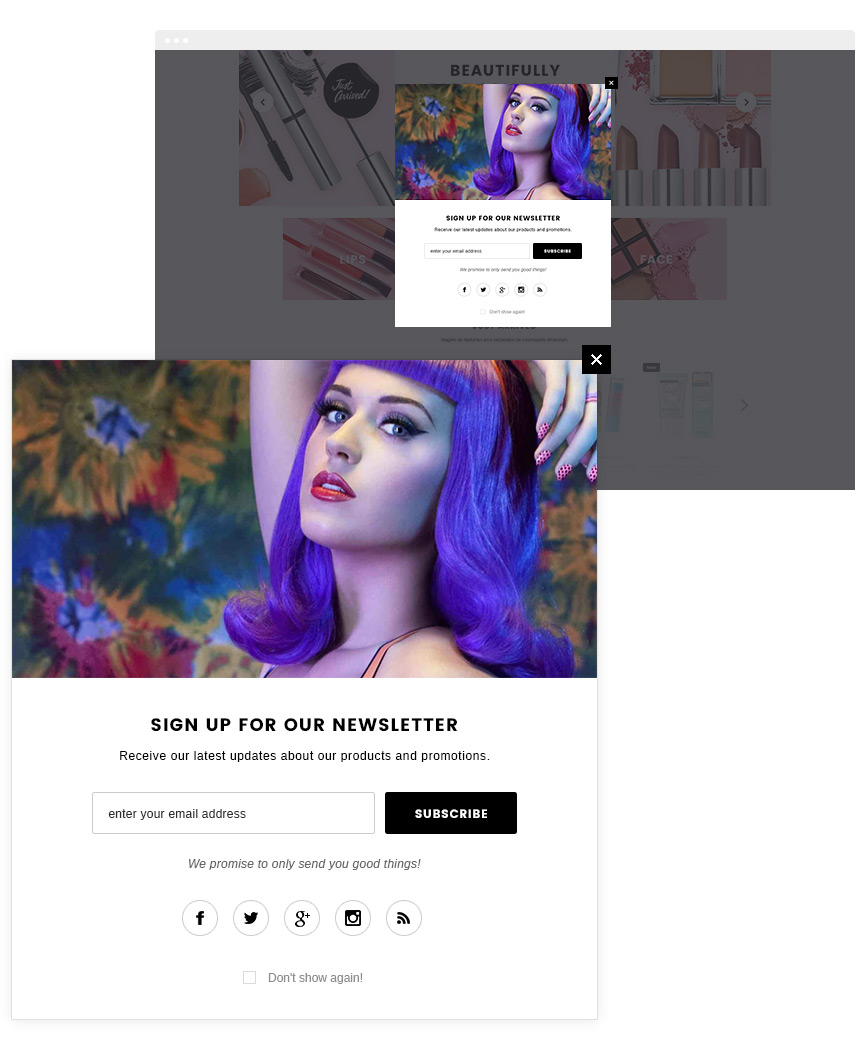 BEAUTIFULLY
Just
Arrived!
SIGN UP FOR OUR NEWSLETTER
Receive our latest updates about our products and promotions.
enter your email address
SUBSCRIBE
We promise to only send you good things!
Don't show again!
LIPS
FACE
JUST ARRIVED
SIGN UP FOR OUR NEWSLETTER
Receive our latest updates about our products and promotions.
enter your email address
SUBSCRIBE
We promise to only send you good things!
Don't show again!